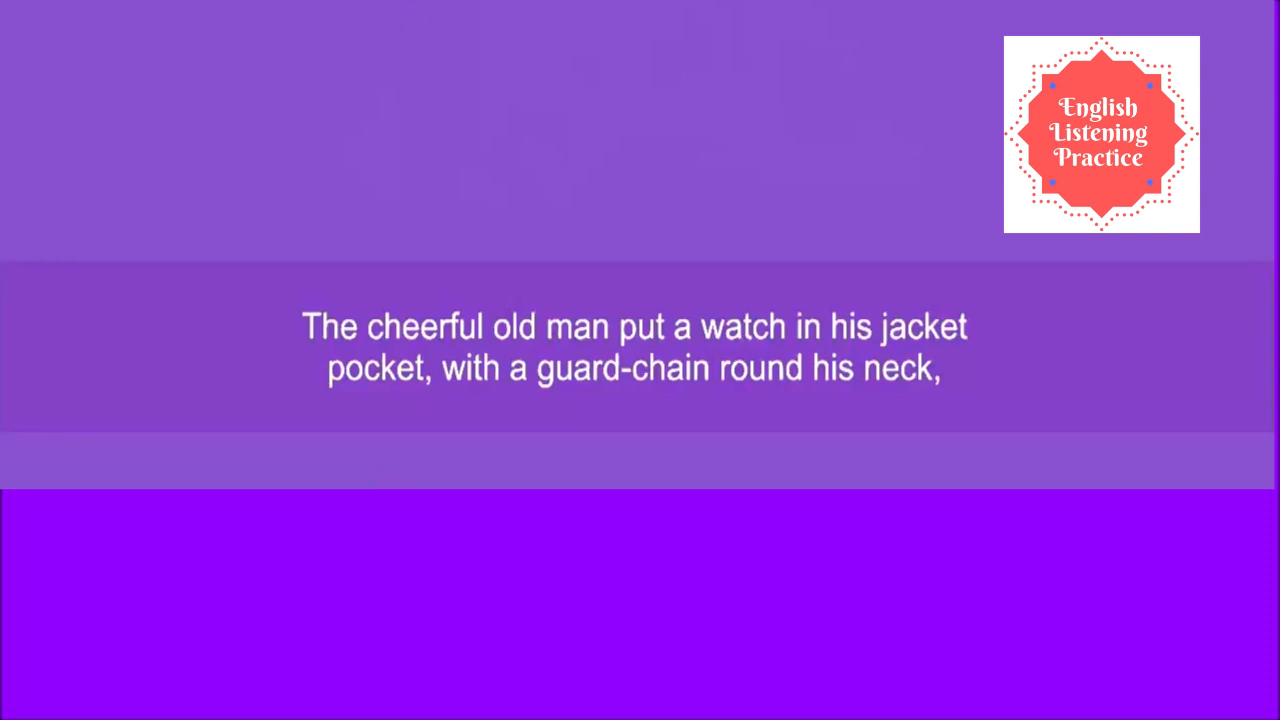 English
Listening
Practice
The cheerful old man put a watch in his jacket
pocket, with a guard-chain round his neck,